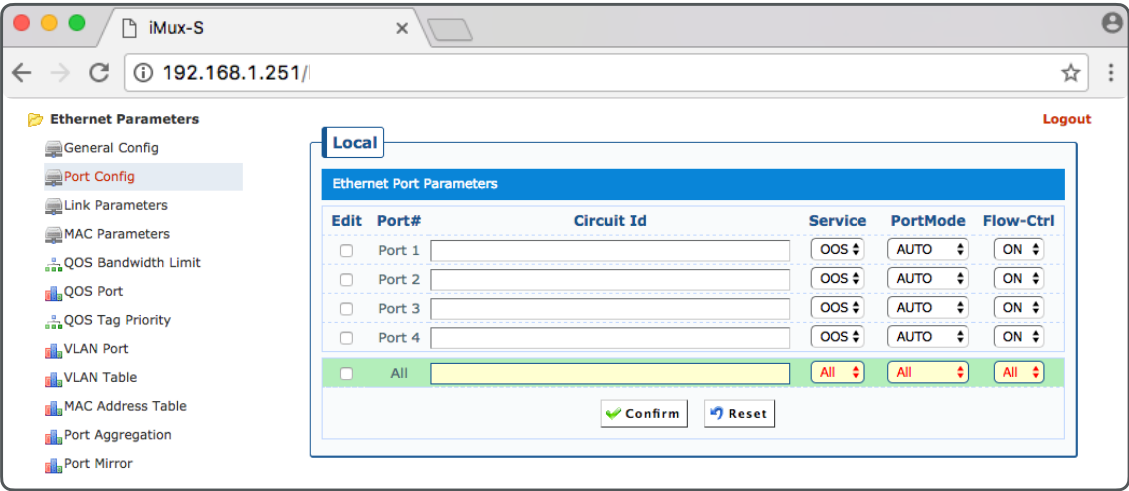 iMux-S
192.168.1.251/
Ethernet Parameters
General Config
Port Config
Link Parameters
MAC Parameters
QOS Bandwidth Limit
QOS Port
QOS Tag Priority
VLAN Port
VLAN Table
MAC Address Table
Port Aggregation
Port Mirror
Logout
Local
Ethernet Port Parameters
Edit Port# Circuit Id Service PortMode Flow-Ctrl
Port 1 OOS AUTO ON
Port 2 OOS AUTO ON
Port 3 OOS AUTO ON
Port 4 OOS AUTO ON
All All All All
Confirm Reset